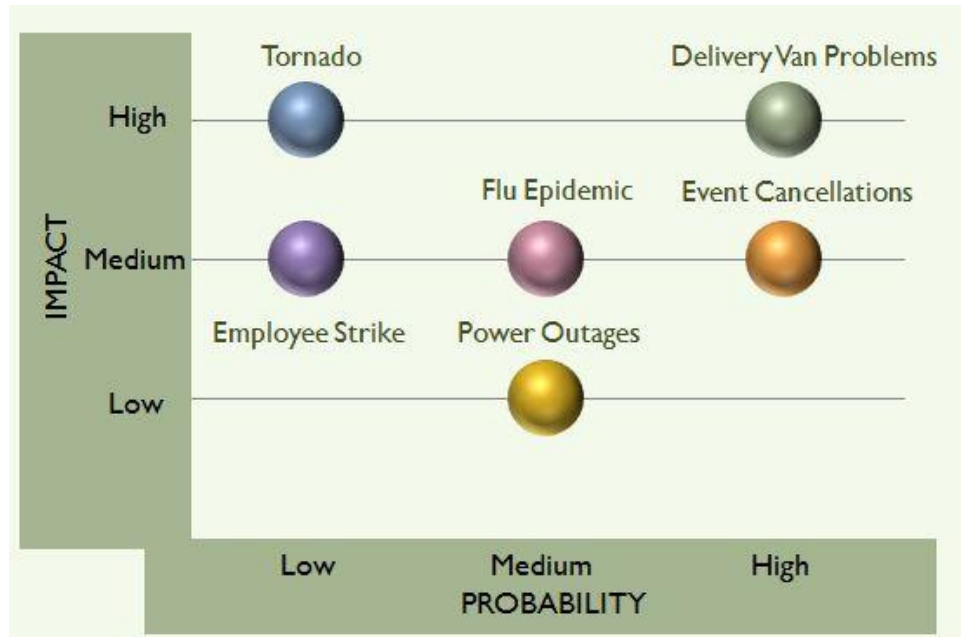 Tornado
Delivery Van Problems
High
Flu Epidemic
Event Cancellations
IMPACT
Medium
Employee Strike
Power Outages
Low
Low
Medium
High
PROBABILITY